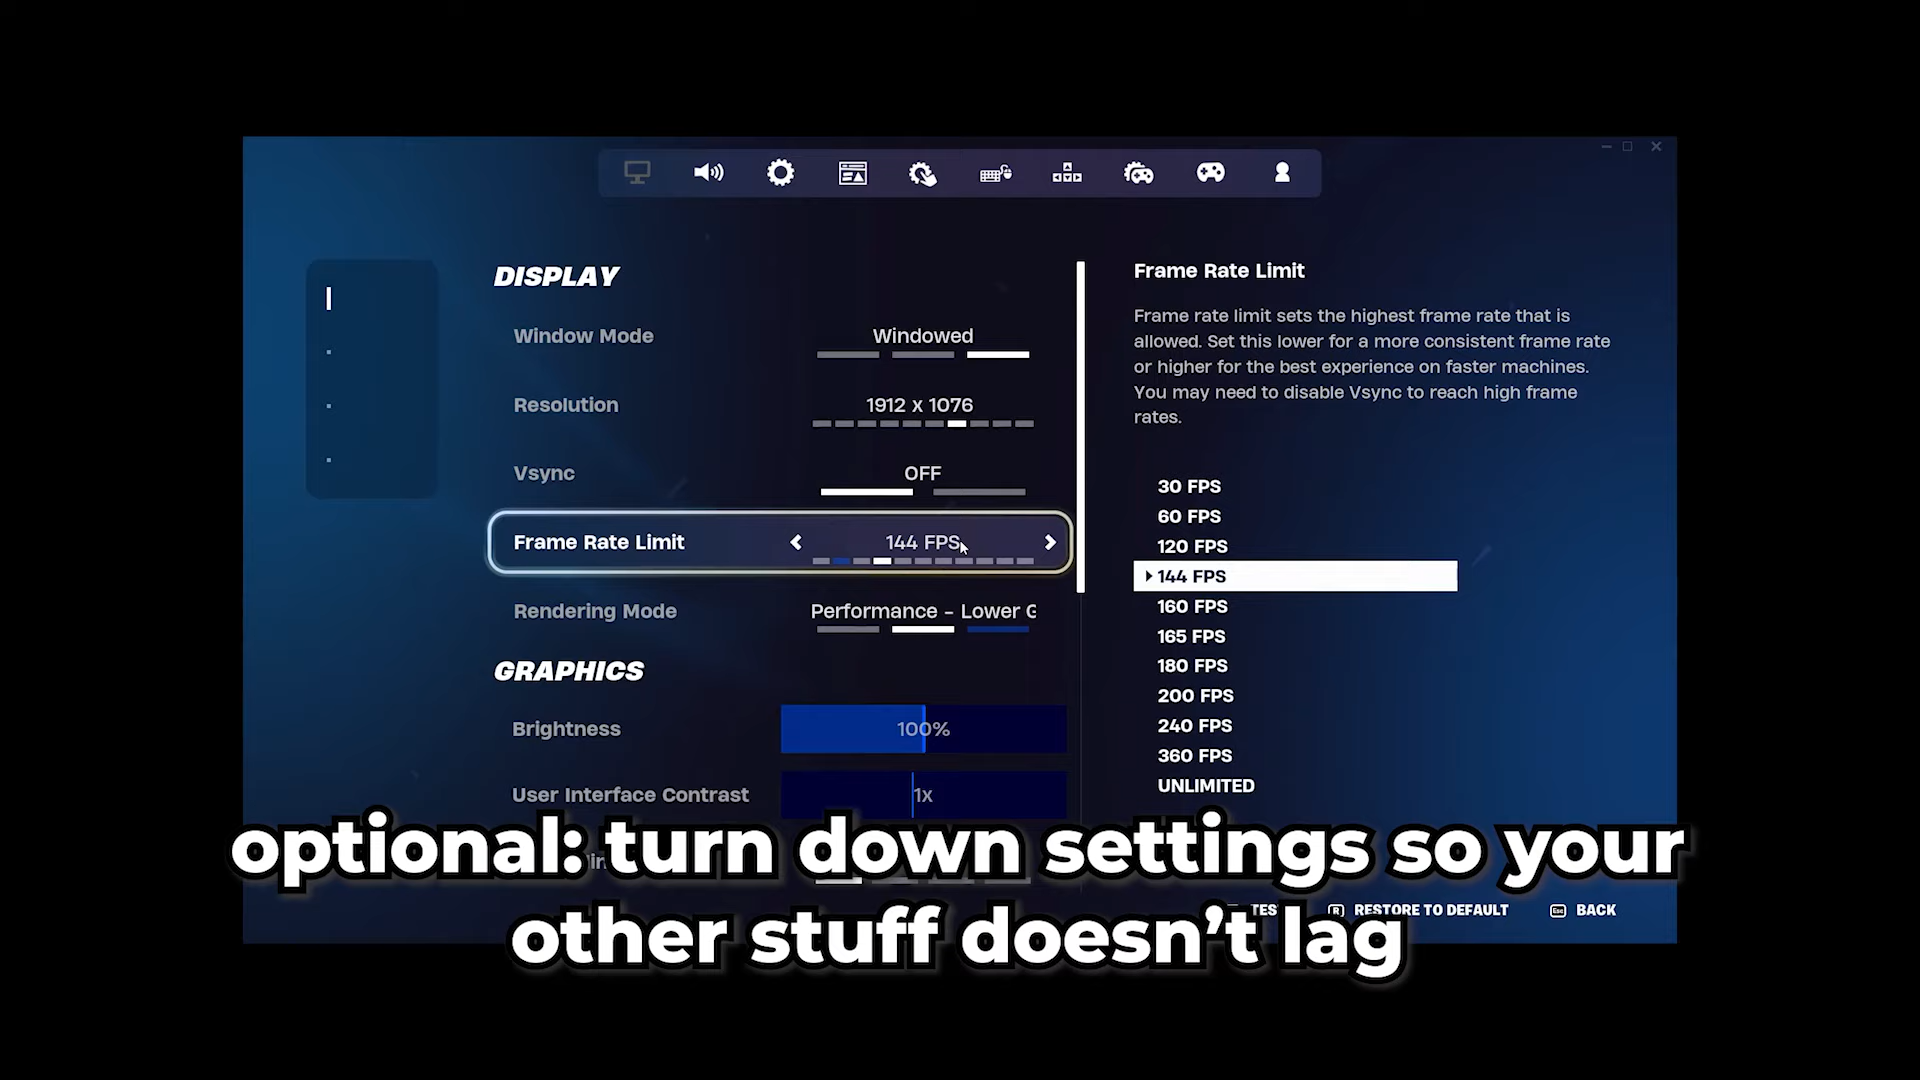 DISPLAY
Window Mode
Windowed
Resolution
1912 x 1076
Vsync
OFF
Frame Rate Limit
144 FPS
Rendering Mode
Performance - Lower G
GRAPHICS
Brightness
100%
User Interface Contrast
1x
Frame Rate Limit
Frame rate limit sets the highest frame rate that is
allowed. Set this lower for a more consistent frame rate
or higher for the best experience on faster machines.
You may need to disable Vsync to reach high frame
rates.
30 FPS
60 FPS
120 FPS
144 FPS
160 FPS
165 FPS
180 FPS
200 FPS
240 FPS
360 FPS
UNLIMITED
R RESTORE TO DEFAULT
Esc BACK
optional: turn down settings so your
other stuff doesn't lag